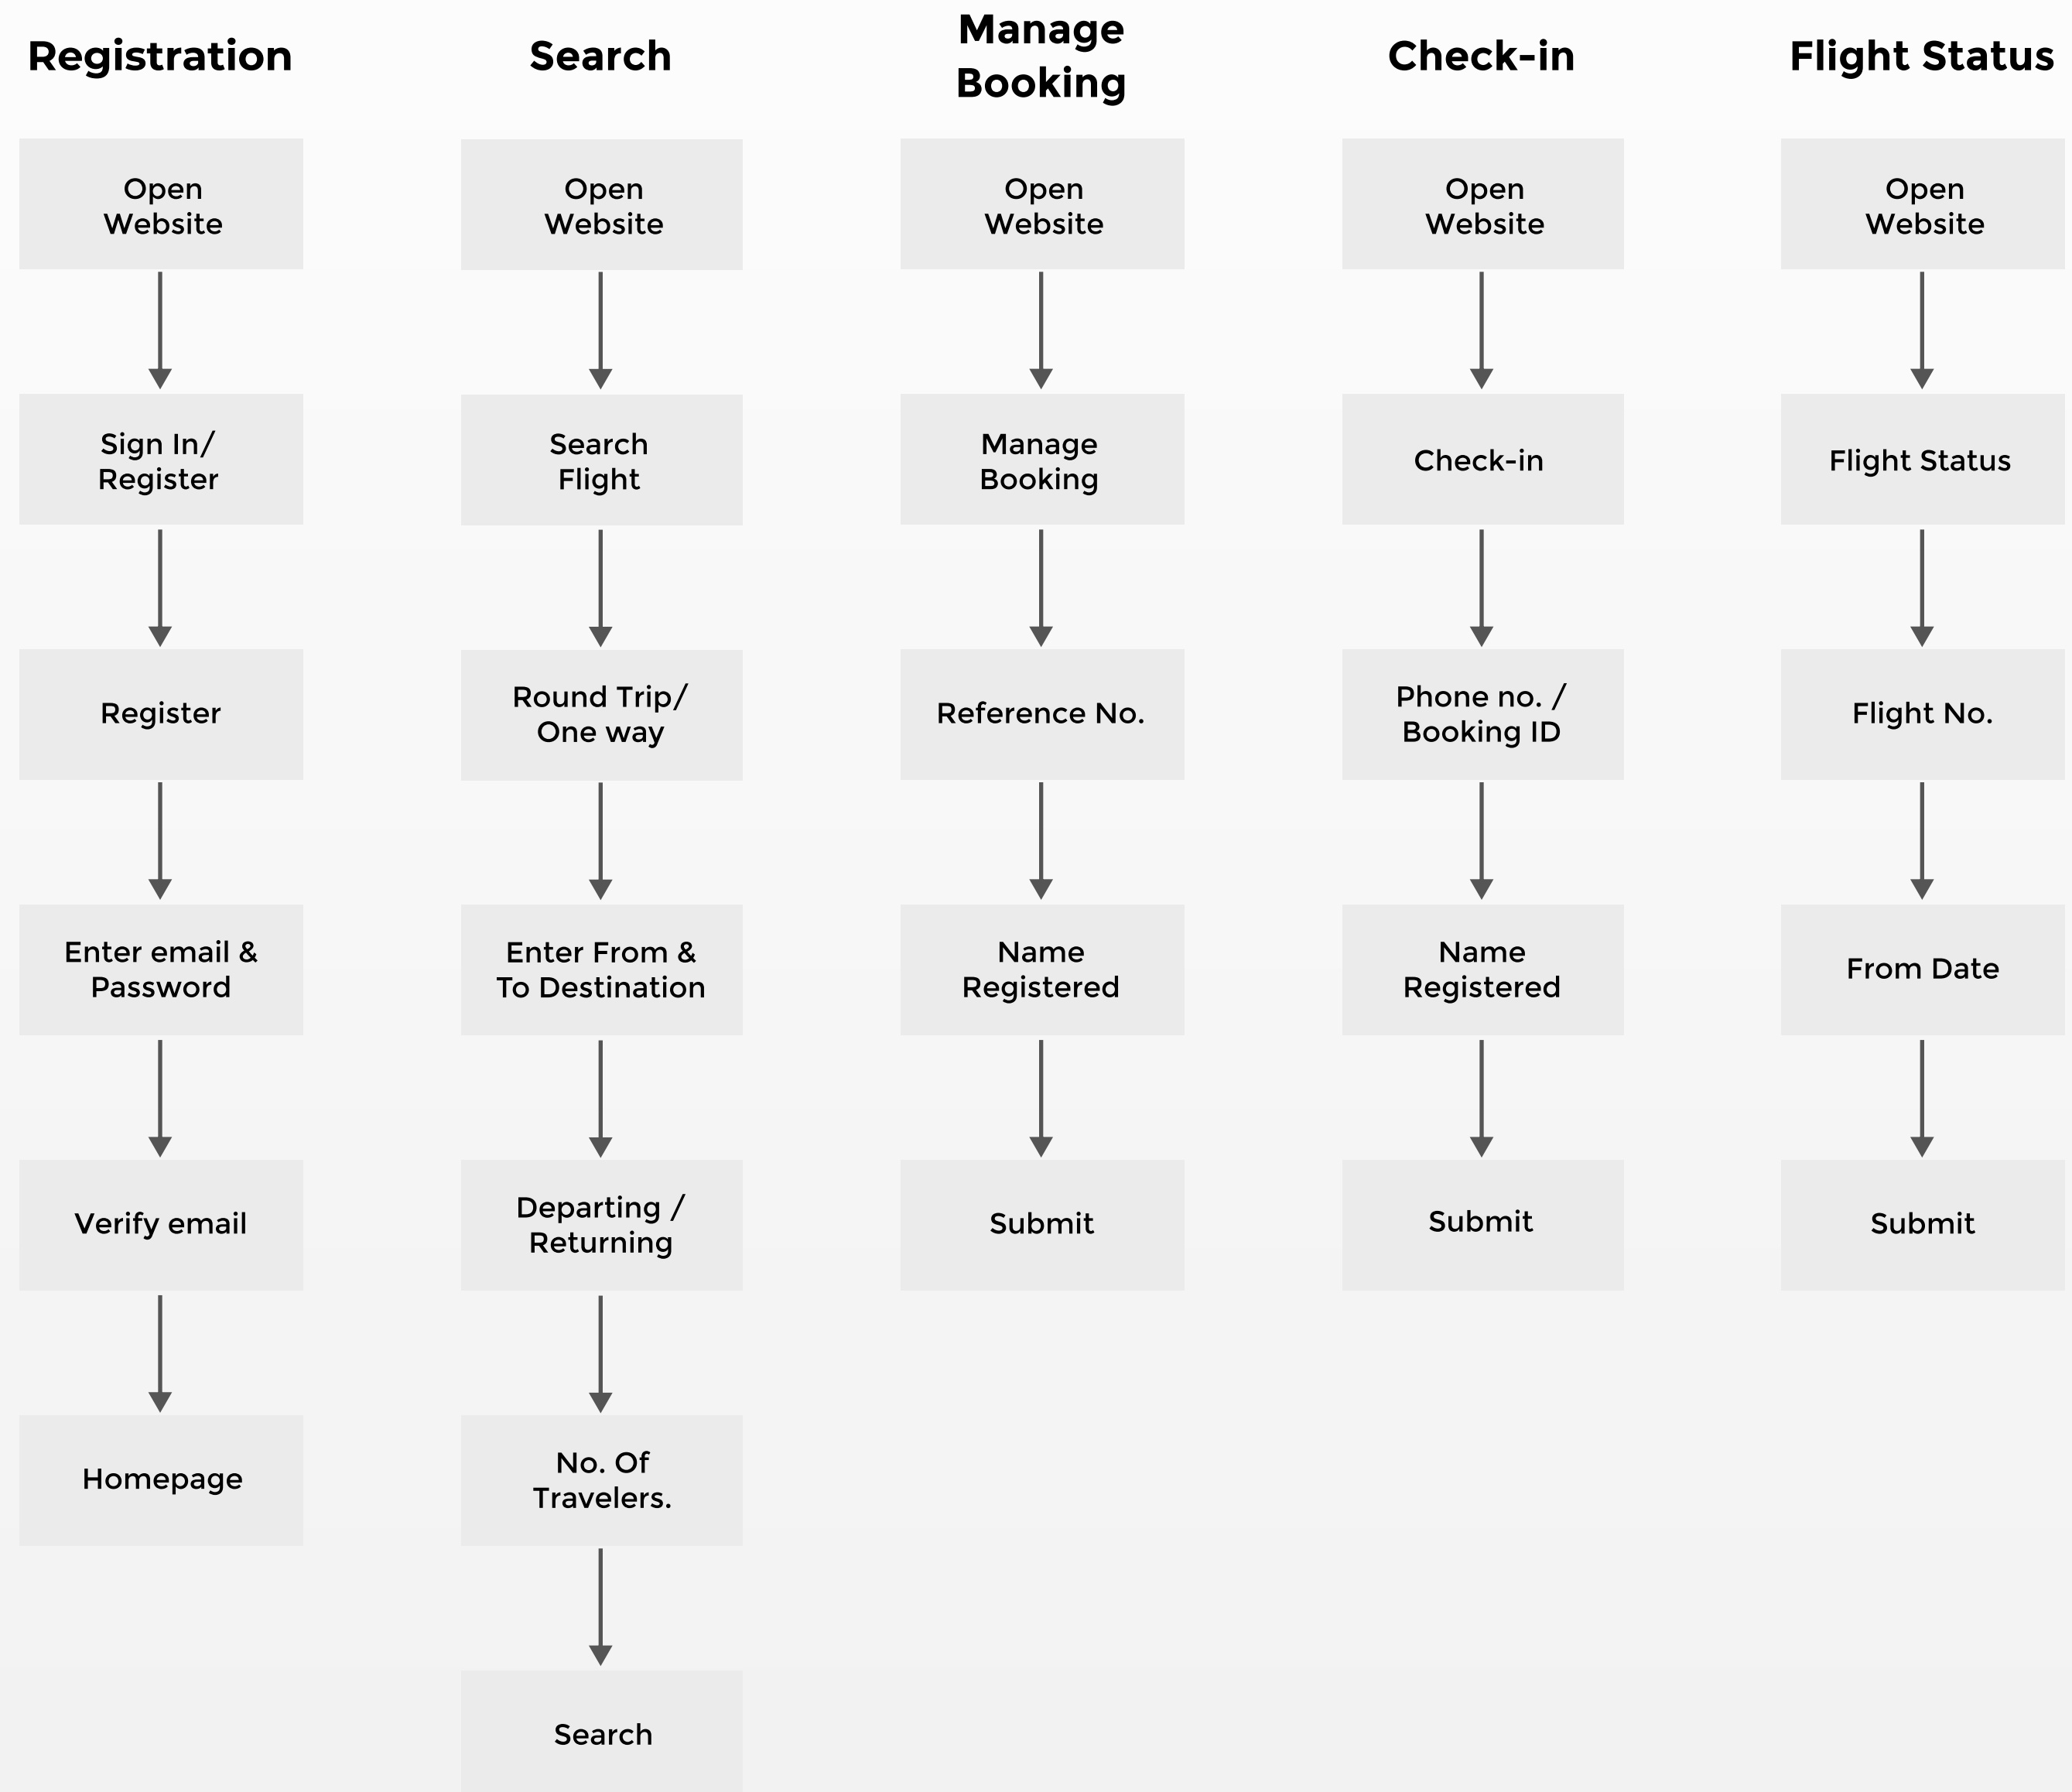 Registration
Open
Website
Sign In/
Register
Register
Enter email &
Password
Verify email
Homepage
Search
Open
Website
Search
Flight
Round Trip/
One way
Enter From &
To Destination
Departing /
Returning
No. Of
Travelers.
Search
Manage
Booking
Open
Website
Manage
Booking
Reference No.
Name
Registered
Submit
Check-in
Open
Website
Check-in
Phone no. /
Booking ID
Name
Registered
Submit
Flight Status
Open
Website
Flight Status
Flight No.
From Date
Submit